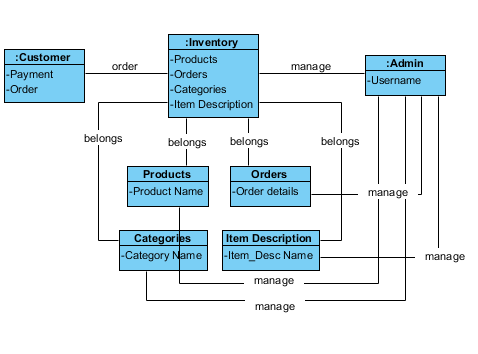 :Customer
-Payment
-Order
order
:Inventory
-Products
-Orders
-Categories
-Item Description
manage
:Admin
-Username
belongs
belongs
belongs
belongs
Products
-Product Name
Orders
-Order details
manage
Categories
-Category Name
Item Description
-Item_Desc Name
manage
manage
manage